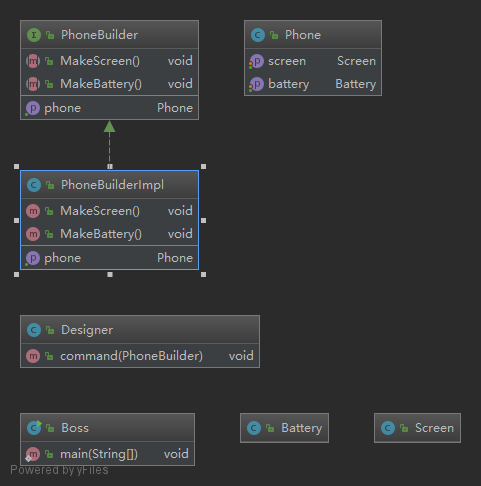 PhoneBuilder
MakeScreen() void
MakeBattery() void
phone Phone
Phone
screen Screen
battery Battery
PhoneBuilderImpl
MakeScreen() void
MakeBattery() void
phone Phone
Designer
command(PhoneBuilder) void
Boss
main(String[]) void
Battery
Screen
Powered by yFiles